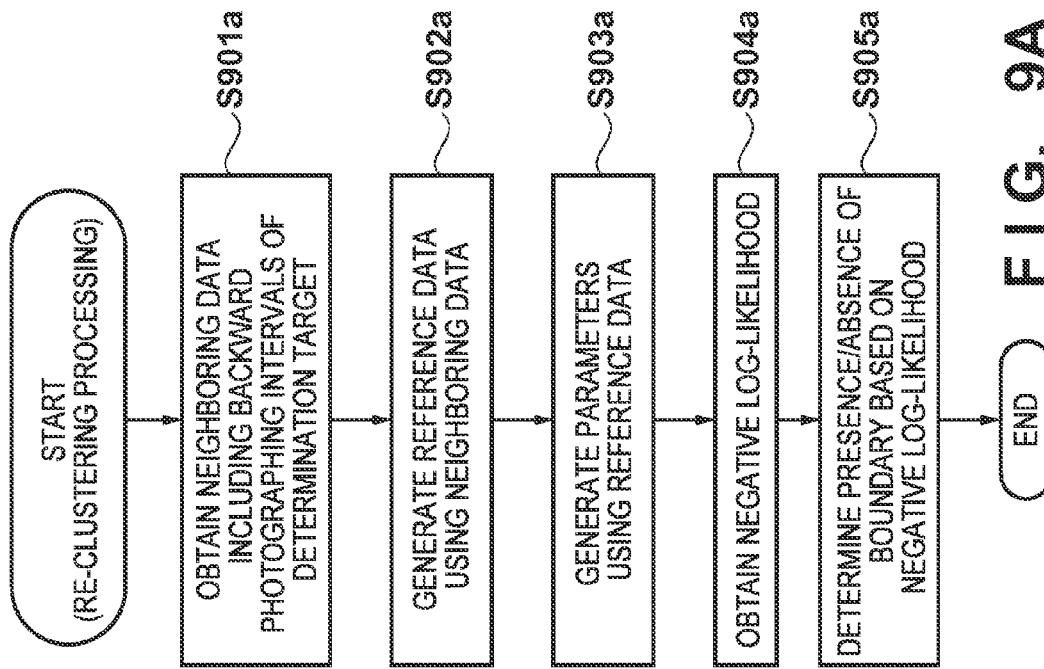 START
(RE-CLUSTERING PROCESSING)
OBTAIN NEIGHBORING DATA
INCLUDING BACKWARD
PHOTOGRAPHING INTERVALS OF
DETERMINATION TARGET
S901a
GENERATE REFERENCE DATA
USING NEIGHBORING DATA
S902a
GENERATE PARAMETERS
USING REFERENCE DATA
S903a
OBTAIN NEGATIVE LOG-LIKELIHOOD
S904a
DETERMINE PRESENCE/ABSENCE OF
BOUNDARY BASED ON
NEGATIVE LOG-LIKELIHOOD
S905a
END
FIG. 9A